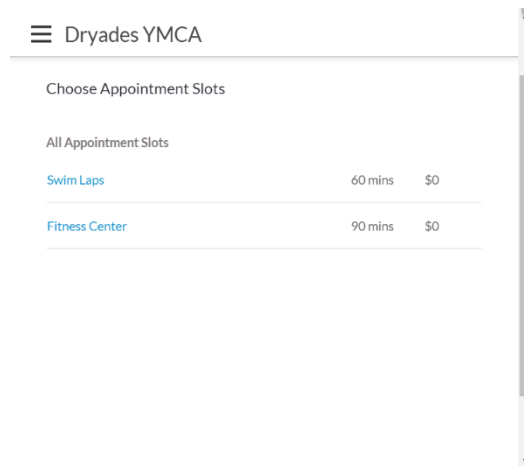 Dryades YMCA
Choose Appointment Slots
All Appointment Slots
Swim Laps 60 mins $0
Fitness Center 90 mins $0